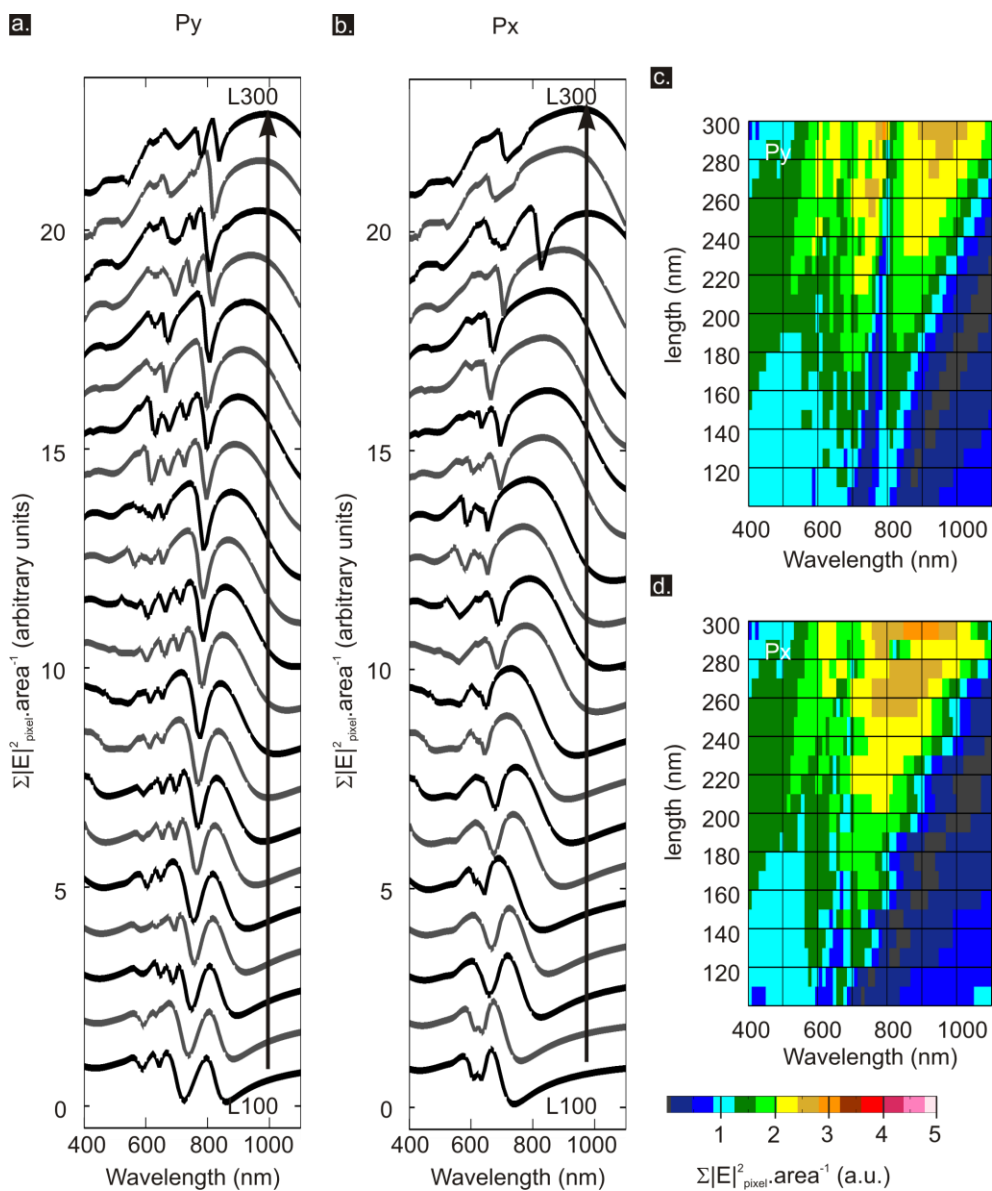 a.
Py
L300
20
15
10
5
0
Σ|E|²pixel.area⁻¹ (arbitrary units)
L100
400 600 800 1000
Wavelength (nm)
b.
Px
L300
20
15
10
5
0
Σ|E|²pixel.area⁻¹ (arbitrary units)
L100
400 600 800 1000
Wavelength (nm)
c.
Py
300
280
260
240
220
200
180
160
140
120
length (nm)
400 600 800 1000
Wavelength (nm)
d.
Px
300
280
260
240
220
200
180
160
140
120
length (nm)
400 600 800 1000
Wavelength (nm)
1 2 3 4 5
Σ|E|²pixel.area⁻¹ (a.u.)